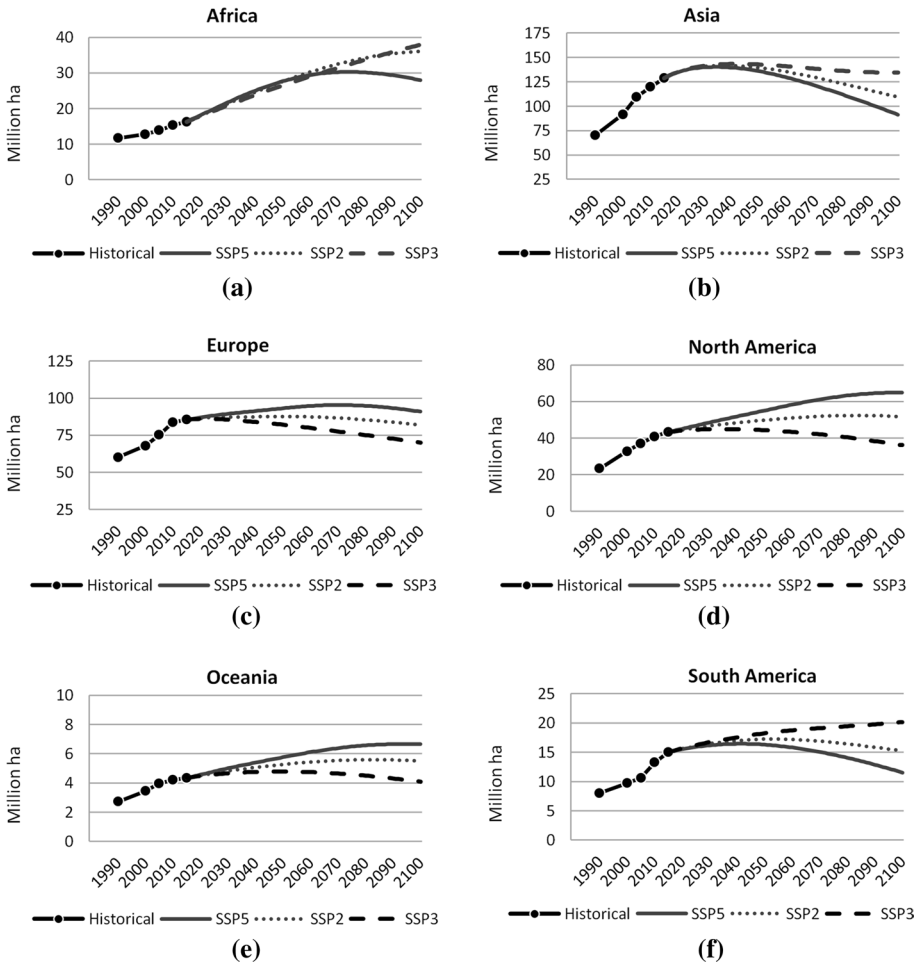 Africa
Million ha
40
30
20
10
0
1990 2000 2010 2020 2030 2040 2050 2060 2070 2080 2090 2100
Historical SSP5 SSP2 SSP3
(a)
Asia
Million ha
175
150
125
100
75
50
25
1990 2000 2010 2020 2030 2040 2050 2060 2070 2080 2090 2100
Historical SSP5 SSP2 SSP3
(b)
Europe
Million ha
125
100
75
50
25
1990 2000 2010 2020 2030 2040 2050 2060 2070 2080 2090 2100
Historical SSP5 SSP2 SSP3
(c)
North America
Million ha
80
60
40
20
0
1990 2000 2010 2020 2030 2040 2050 2060 2070 2080 2090 2100
Historical SSP5 SSP2 SSP3
(d)
Oceania
Million ha
10
8
6
4
2
0
1990 2000 2010 2020 2030 2040 2050 2060 2070 2080 2090 2100
Historical SSP5 SSP2 SSP3
(e)
South America
Million ha
25
20
15
10
5
0
1990 2000 2010 2020 2030 2040 2050 2060 2070 2080 2090 2100
Historical SSP5 SSP2 SSP3
(f)